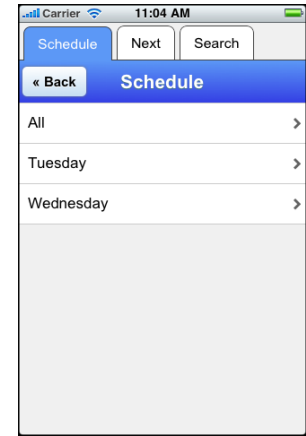 Carrier 11:04 AM
Schedule Next Search
« Back Schedule
All
Tuesday
Wednesday